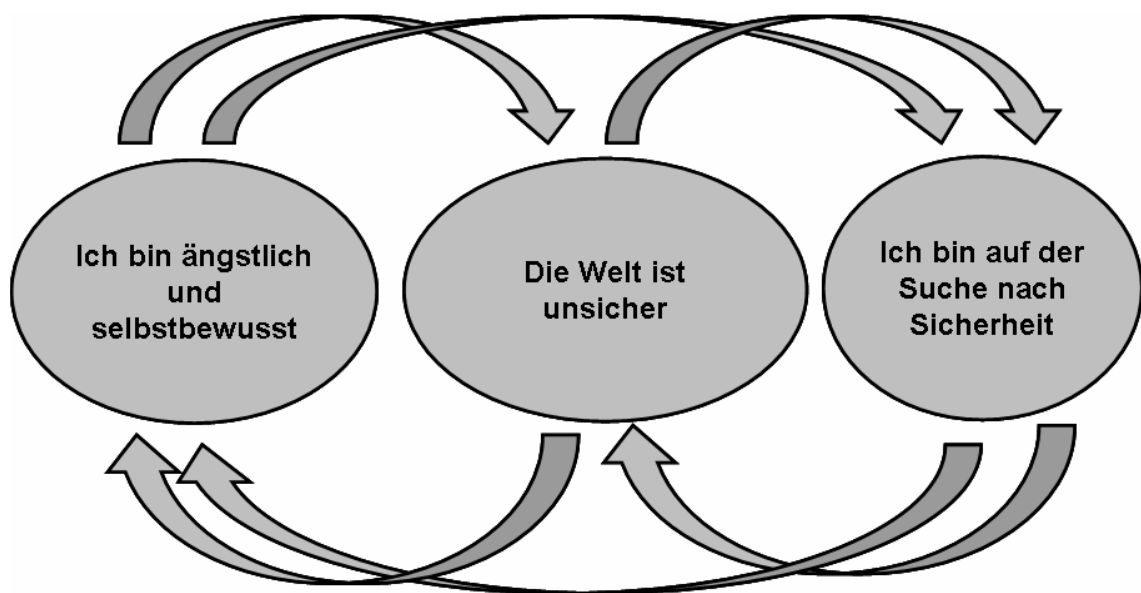 Ich bin ängstlich
und
selbstbewusst
Die Welt ist
unsicher
Ich bin auf der
Suche nach
Sicherheit